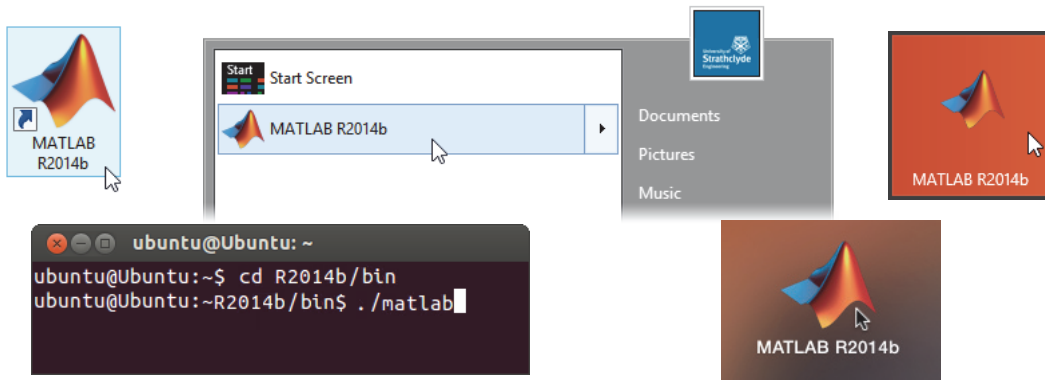 MATLAB
R2014b
Start
Start Screen
MATLAB R2014b
University of
Strathclyde
Engineering
Documents
Pictures
Music
MATLAB R2014b
ubuntu@Ubuntu: ~
ubuntu@Ubuntu:~$ cd R2014b/bin
ubuntu@Ubuntu:~R2014b/bin$ ./matlab
MATLAB R2014b